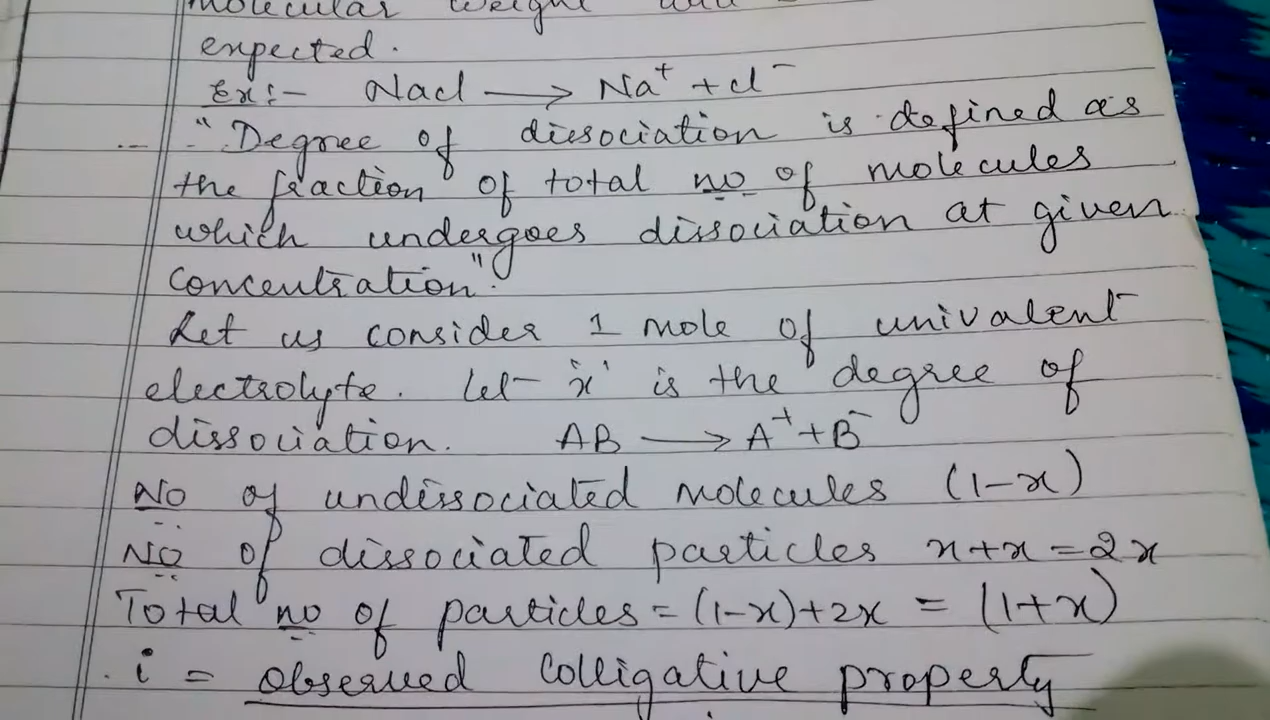 molecular weight
expected.
Ex:- NaCl → Na⁺ + Cl⁻
"Degree of dissociation is defined as
the fraction of total no of molecules
which undergoes dissociation at given
concentration".
Let us consider 1 mole of univalent
electrolyte. Let 'x' is the degree of
dissociation. AB → A⁺ + B⁻
No of undissociated molecules (1-x)
No of dissociated particles x+x=2x
Total no of particles = (1-x)+2x = (1+x)
i = observed colligative property